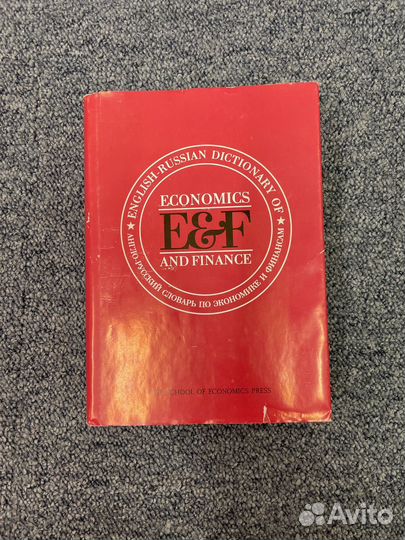 ★ ENGLISH-RUSSIAN DICTIONARY OF ★
ECONOMICS
E&F
AND FINANCE
АНГЛО-РУССКИЙ СЛОВАРЬ ПО ЭКОНОМИКЕ И ФИНАНСАМ
SCHOOL OF ECONOMICS PRESS
Avito